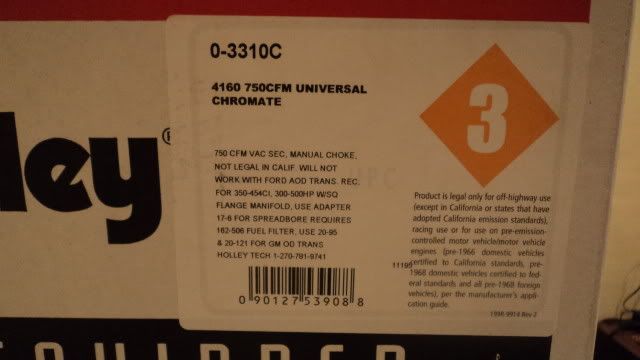 0-3310C
4160 750CFM UNIVERSAL
CHROMATE
3
ley®
750 CFM VAC SEC, MANUAL CHOKE,
NOT LEGAL IN CALIF. WILL NOT
WORK WITH FORD AOD TRANS. REC.
FOR 350-454CI, 300-500HP W/SQ
FLANGE MANIFOLD, USE ADAPTER
17-6 FOR SPREADBORE REQUIRES
162-506 FUEL FILTER, USE 20-95
& 20-121 FOR GM OD TRANS
HOLLEY TECH 1-270-781-9741
11199
0 90127 53908 8
Product is legal only for off-highway use
(except in California or states that have
adopted California emission standards),
racing use or for use on pre-emission-
controlled motor vehicle/motor vehicle
engines (pre-1966 domestic vehicles
certified to California standards, pre-
1968 domestic vehicles certified to fed-
eral standards and all pre-1968 foreign
vehicles), per the manufacturer's appli-
cation guide.